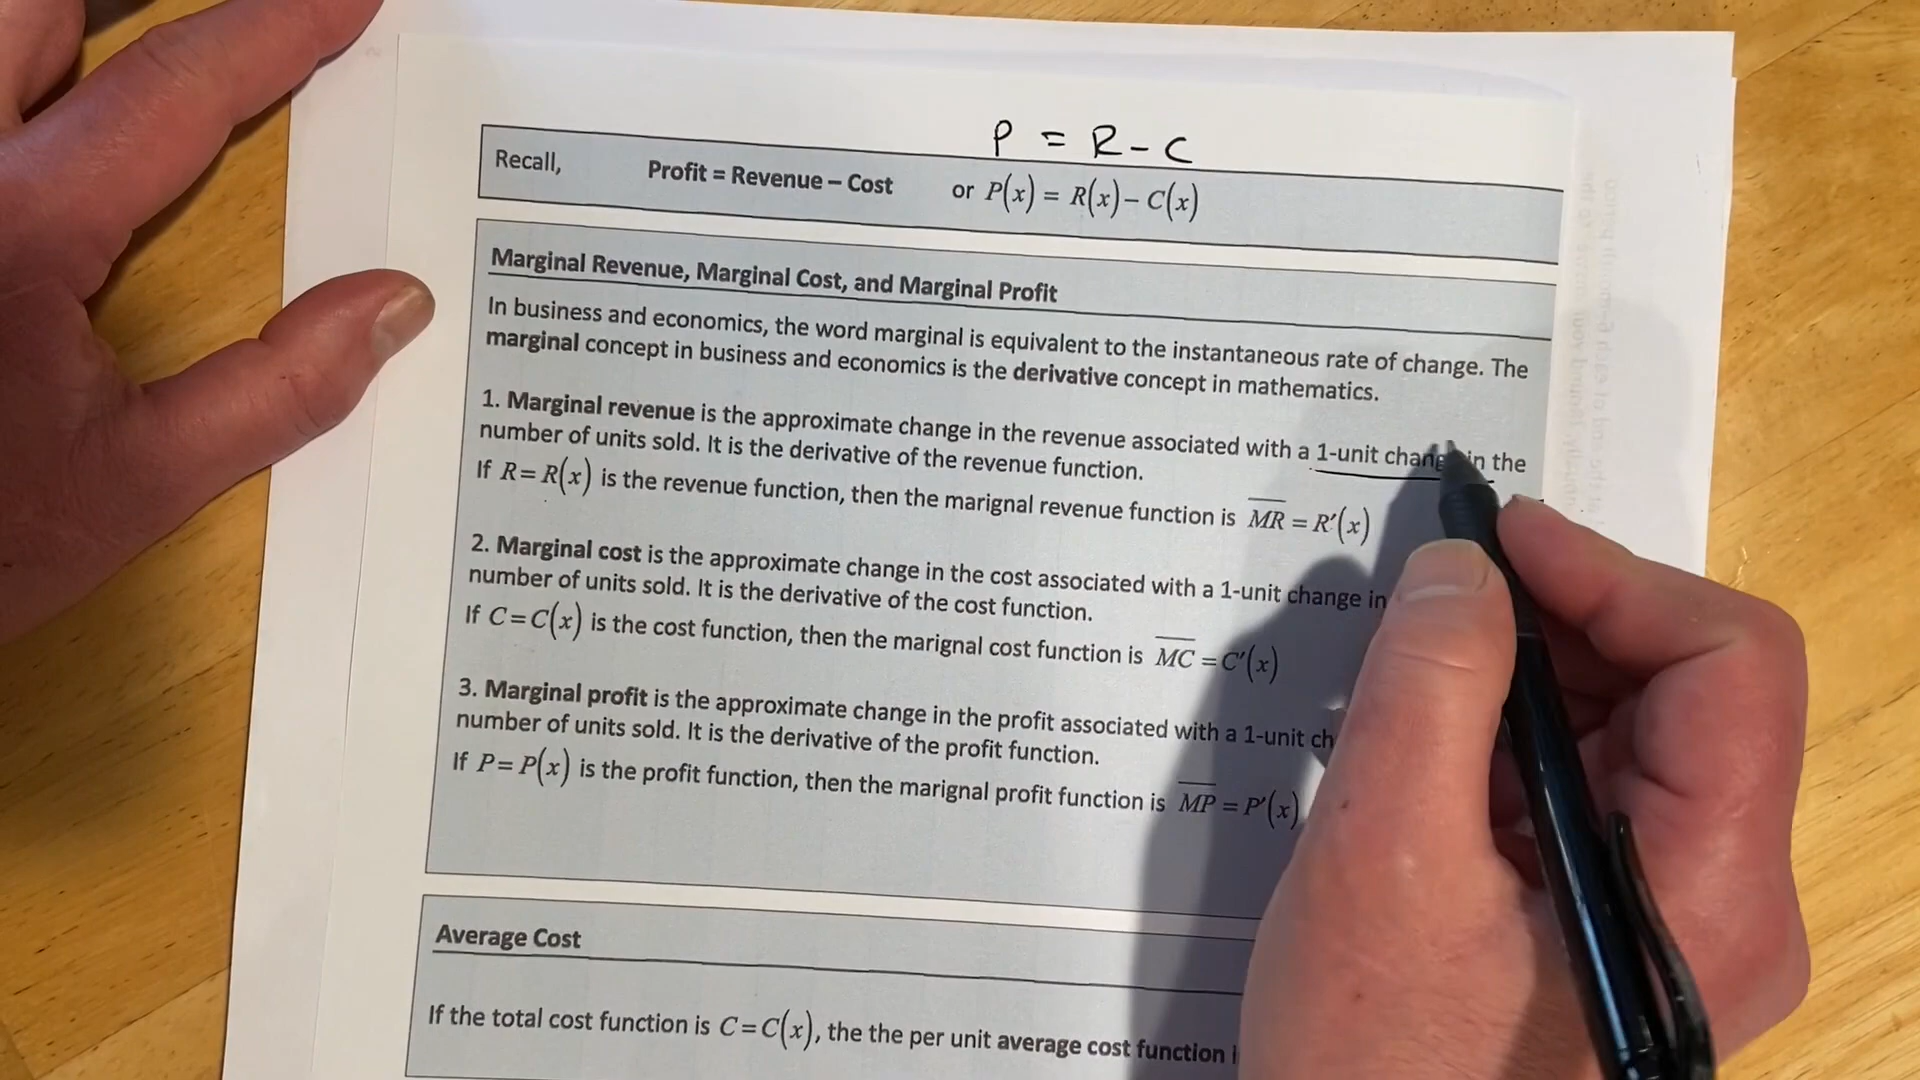 P = R - C
Recall, Profit = Revenue – Cost or P(x) = R(x) – C(x)
Marginal Revenue, Marginal Cost, and Marginal Profit
In business and economics, the word marginal is equivalent to the instantaneous rate of change. The
marginal concept in business and economics is the derivative concept in mathematics.
1. Marginal revenue is the approximate change in the revenue associated with a 1-unit change in the
number of units sold. It is the derivative of the revenue function.
If R = R(x) is the revenue function, then the marignal revenue function is \overline{MR} = R′(x)
2. Marginal cost is the approximate change in the cost associated with a 1-unit change in
number of units sold. It is the derivative of the cost function.
If C = C(x) is the cost function, then the marignal cost function is \overline{MC} = C′(x)
3. Marginal profit is the approximate change in the profit associated with a 1-unit ch
number of units sold. It is the derivative of the profit function.
If P = P(x) is the profit function, then the marignal profit function is \overline{MP} = P′(x)
Average Cost
If the total cost function is C = C(x), the the per unit average cost function